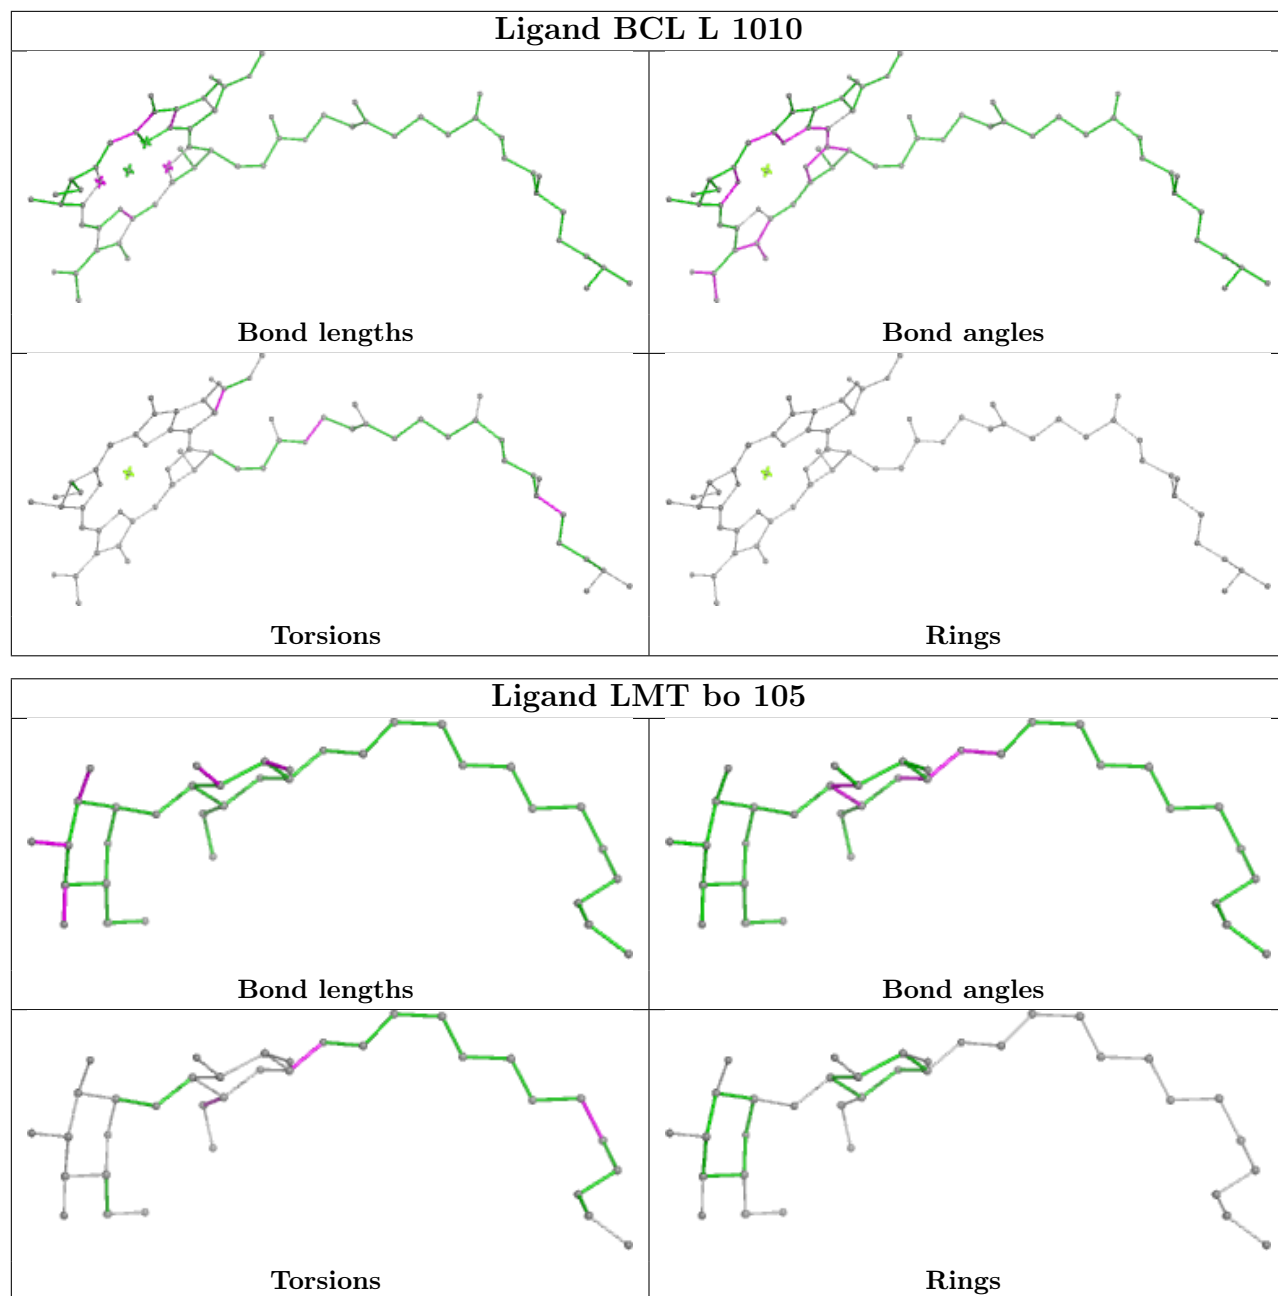 Ligand BCL L 1010
Bond lengths
Bond angles
Torsions
Rings
Ligand LMT bo 105
Bond lengths
Bond angles
Torsions
Rings